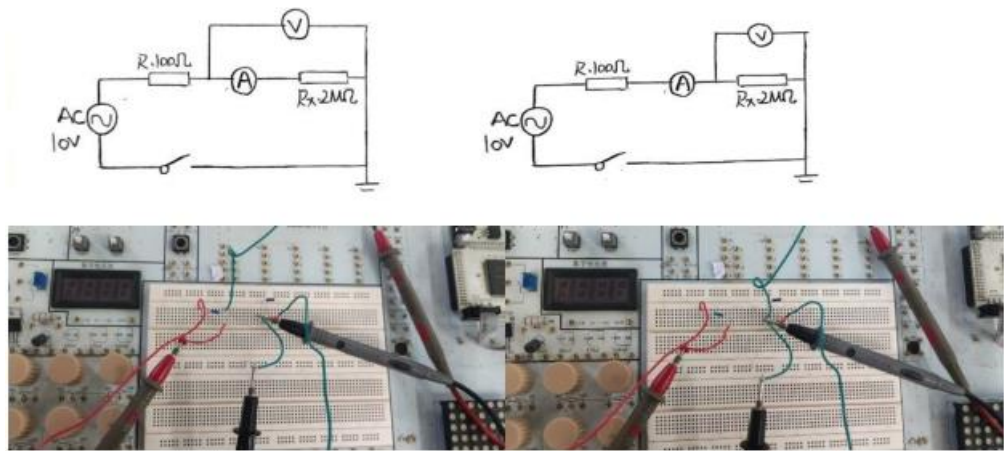 V
R.100Ω
A
Rx.2MΩ
AC
10V
V
R.100Ω
A
Rx.2MΩ
AC
10V